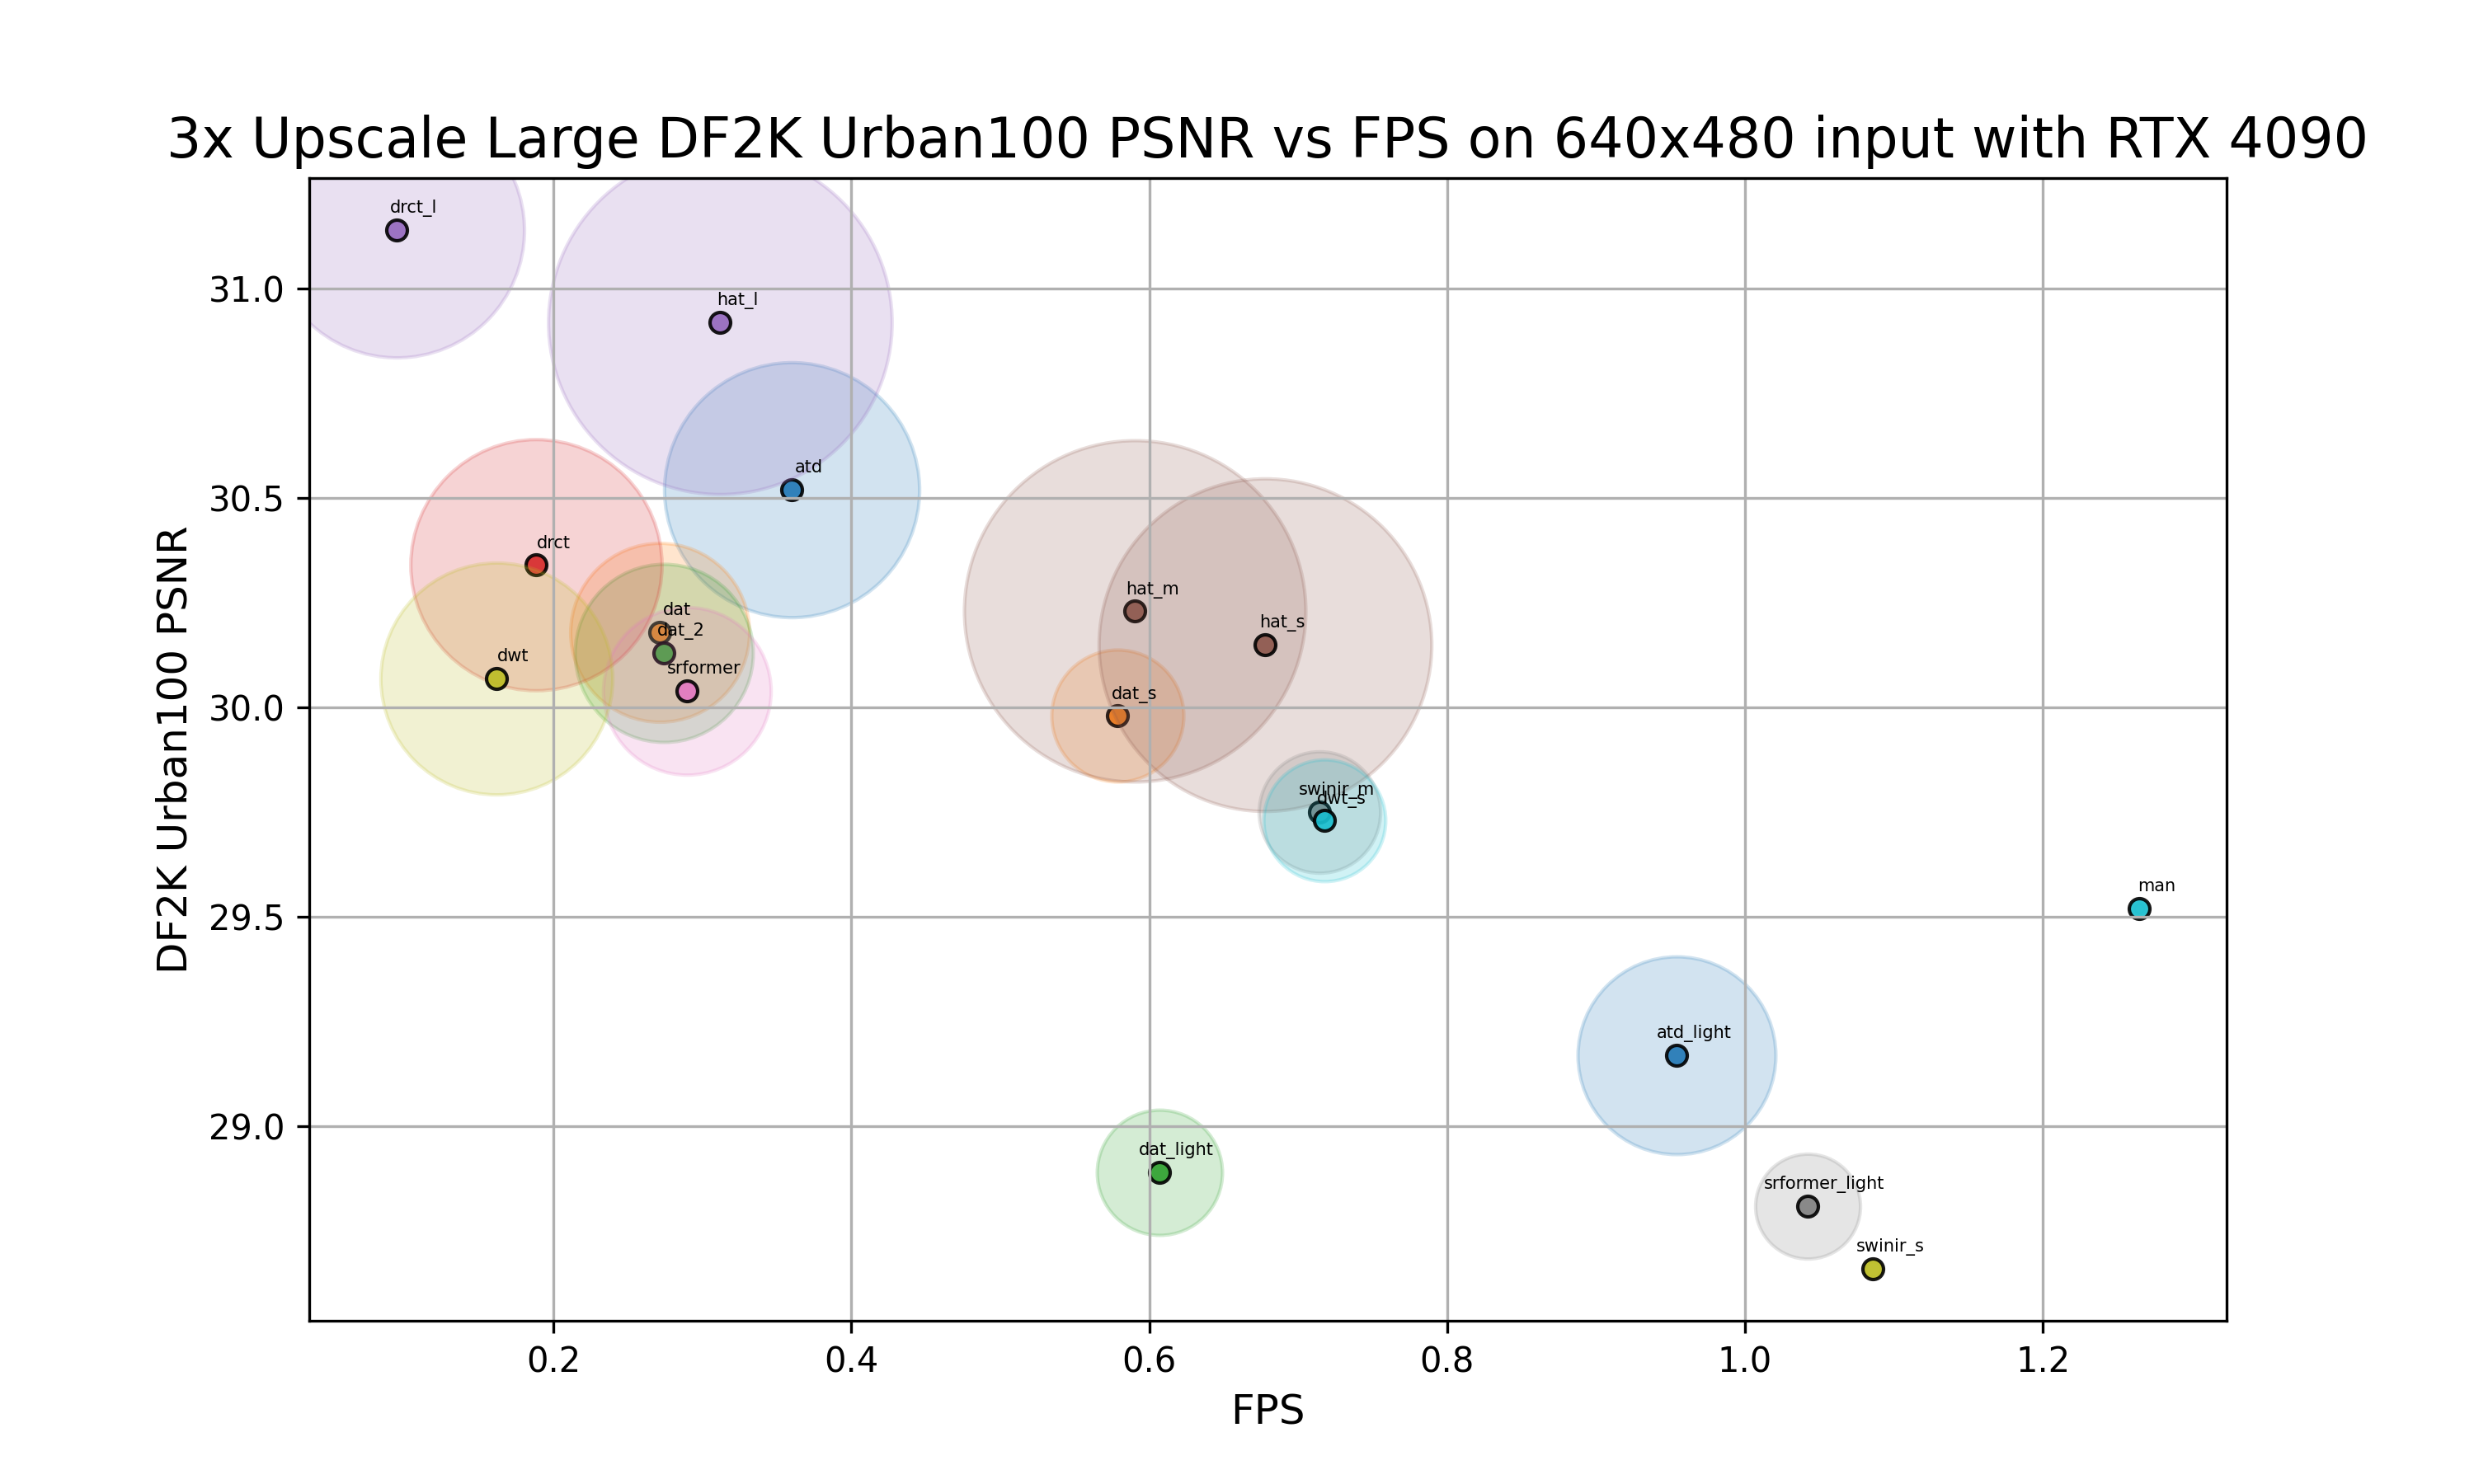 3x Upscale Large DF2K Urban100 PSNR vs FPS on 640x480 input with RTX 4090
DF2K Urban100 PSNR
31.0
30.5
30.0
29.5
29.0
drct_l
hat_l
atd
drct
hat_m
dat
hat_s
dat_2
dwt
srformer
dat_s
swinir_m
dwt_s
man
atd_light
dat_light
srformer_light
swinir_s
0.2
0.4
0.6
0.8
1.0
1.2
FPS